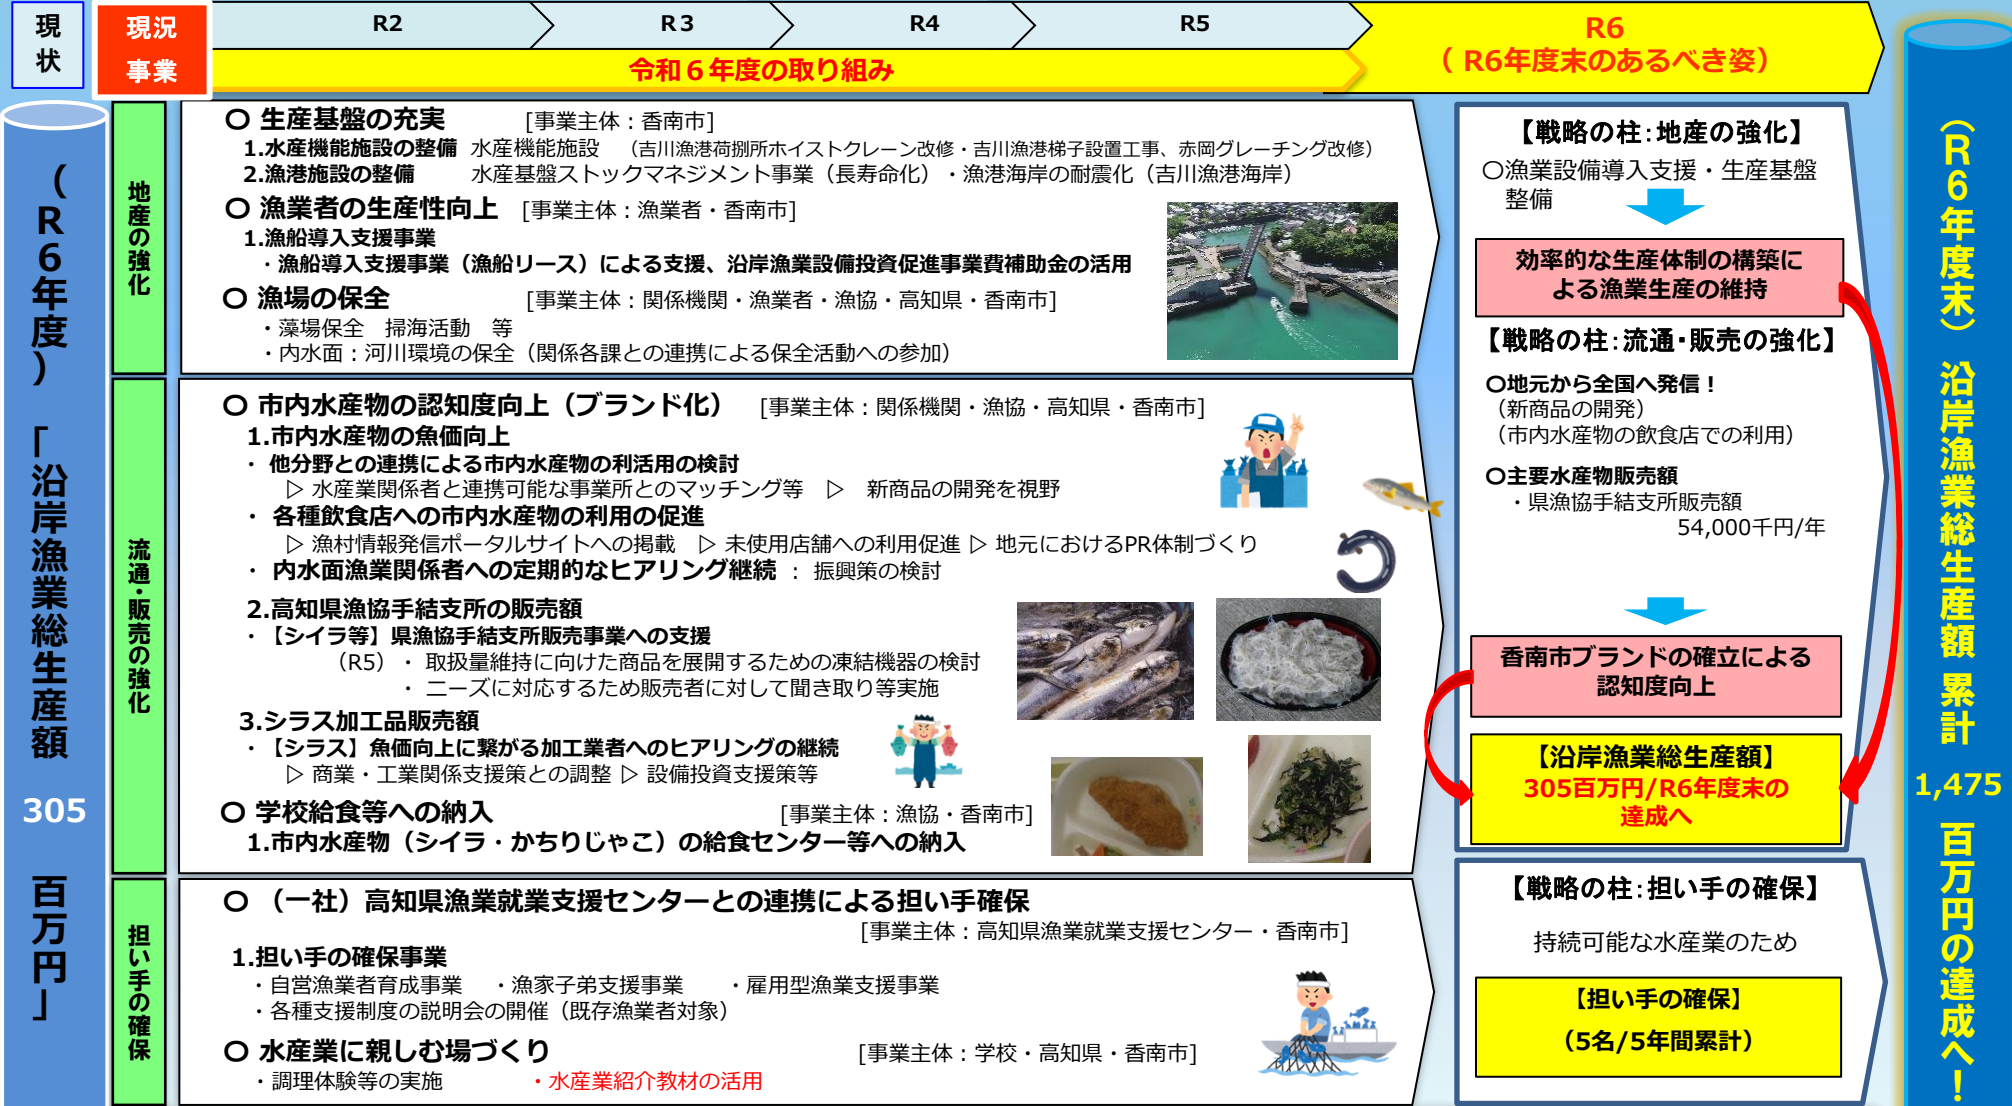 現状
現況
事業
R2
R3
R4
R5
令和6年度の取り組み
R6
(R6年度末のあるべき姿)
(R6年度)「沿岸漁業総生産額 305 百万円」
地産の強化
〇 生産基盤の充実 [事業主体:香南市]
1.水産機能施設の整備 水産機能施設 (吉川漁港荷捌所ホイストクレーン改修・吉川漁港梯子設置工事、赤岡グレーチング改修)
2.漁港施設の整備 水産基盤ストックマネジメント事業(長寿命化)・漁港海岸の耐震化(吉川漁港海岸)
〇 漁業者の生産性向上 [事業主体:漁業者・香南市]
1.漁船導入支援事業
・漁船導入支援事業(漁船リース)による支援、沿岸漁業設備投資促進事業費補助金の活用
〇 漁場の保全 [事業主体:関係機関・漁業者・漁協・高知県・香南市]
・藻場保全 掃海活動 等
・内水面:河川環境の保全(関係各課との連携による保全活動への参加)
流通・販売の強化
〇 市内水産物の認知度向上(ブランド化) [事業主体:関係機関・漁協・高知県・香南市]
1.市内水産物の魚価向上
・ 他分野との連携による市内水産物の利活用の検討
▷ 水産業関係者と連携可能な事業所とのマッチング等 ▷ 新商品の開発を視野
・ 各種飲食店への市内水産物の利用の促進
▷ 漁村情報発信ポータルサイトへの掲載 ▷ 未使用店舗への利用促進 ▷ 地元におけるPR体制づくり
・ 内水面漁業関係者への定期的なヒアリング継続 : 振興策の検討
2.高知県漁協手結支所の販売額
・【シイラ等】県漁協手結支所販売事業への支援
(R5)・ 取扱量維持に向けた商品を展開するための凍結機器の検討
・ ニーズに対応するため販売者に対して聞き取り等実施
3.シラス加工品販売額
・【シラス】魚価向上に繋がる加工業者へのヒアリングの継続
▷ 商業・工業関係支援策との調整 ▷ 設備投資支援策等
〇 学校給食等への納入 [事業主体:漁協・香南市]
1.市内水産物(シイラ・かちりじゃこ)の給食センター等への納入
担い手の確保
〇 (一社)高知県漁業就業支援センターとの連携による担い手確保
[事業主体:高知県漁業就業支援センター・香南市]
1.担い手の確保事業
・自営漁業者育成事業 ・漁家子弟支援事業 ・雇用型漁業支援事業
・各種支援制度の説明会の開催(既存漁業者対象)
〇 水産業に親しむ場づくり [事業主体:学校・高知県・香南市]
・調理体験等の実施 ・水産業紹介教材の活用
【戦略の柱:地産の強化】
〇漁業設備導入支援・生産基盤
整備
効率的な生産体制の構築に
よる漁業生産の維持
【戦略の柱:流通・販売の強化】
〇地元から全国へ発信!
(新商品の開発)
(市内水産物の飲食店での利用)
〇主要水産物販売額
・県漁協手結支所販売額
54,000千円/年
香南市ブランドの確立による
認知度向上
【沿岸漁業総生産額】
305百万円/R6年度末の
達成へ
【戦略の柱:担い手の確保】
持続可能な水産業のため
【担い手の確保】
(5名/5年間累計)
(R6年度末)沿岸漁業総生産額 累計 1,475 百万円の達成へ!